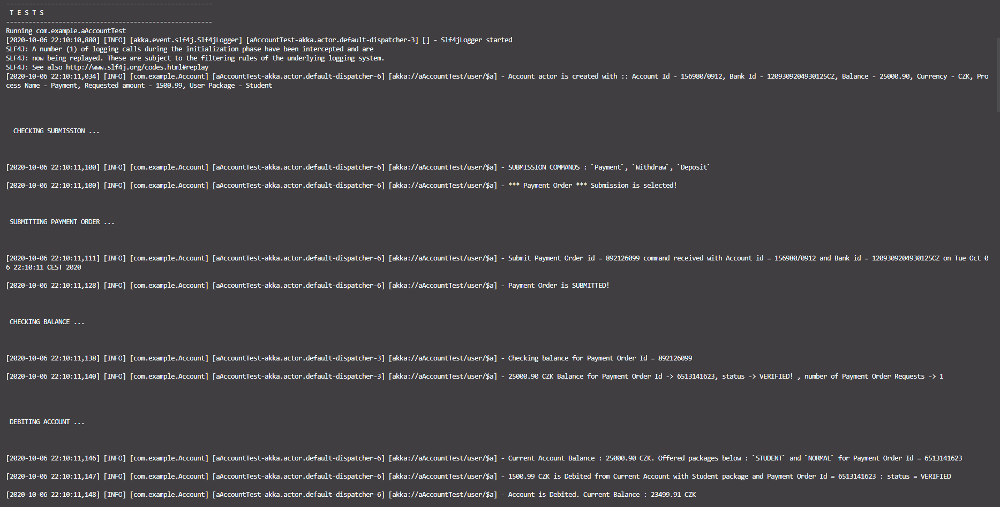 -------------------------------------------------------
T E S T S
-------------------------------------------------------
Running com.example.aAccountTest
[2020-10-06 22:10:10,880] [INFO] [akka.event.slf4j.Slf4jLogger] [aAccountTest-akka.actor.default-dispatcher-3] [] - Slf4jLogger started
SLF4J: A number (1) of logging calls during the initialization phase have been intercepted and are
SLF4J: now being replayed. These are subject to the filtering rules of the underlying logging system.
SLF4J: See also http://www.slf4j.org/codes.html#replay
[2020-10-06 22:10:11,034] [INFO] [com.example.Account] [aAccountTest-akka.actor.default-dispatcher-6] [akka://aAccountTest/user/$a] - Account actor is created with :: Account Id - 156980/0912, Bank Id - 1209309204930125CZ, Balance - 25000.90, Currency - CZK, Pro
cess Name - Payment, Requested amount - 1500.99, User Package - Student
CHECKING SUBMISSION ...
[2020-10-06 22:10:11,100] [INFO] [com.example.Account] [aAccountTest-akka.actor.default-dispatcher-6] [akka://aAccountTest/user/$a] - SUBMISSION COMMANDS : `Payment`, `Withdraw`, `Deposit`
[2020-10-06 22:10:11,100] [INFO] [com.example.Account] [aAccountTest-akka.actor.default-dispatcher-6] [akka://aAccountTest/user/$a] - *** Payment Order *** Submission is selected!
SUBMITTING PAYMENT ORDER ...
[2020-10-06 22:10:11,111] [INFO] [com.example.Account] [aAccountTest-akka.actor.default-dispatcher-6] [akka://aAccountTest/user/$a] - Submit Payment Order id = 892126099 command received with Account id = 156980/0912 and Bank id = 1209309204930125CZ on Tue Oct 0
6 22:10:11 CEST 2020
[2020-10-06 22:10:11,128] [INFO] [com.example.Account] [aAccountTest-akka.actor.default-dispatcher-6] [akka://aAccountTest/user/$a] - Payment Order is SUBMITTED!
CHECKING BALANCE ...
[2020-10-06 22:10:11,138] [INFO] [com.example.Account] [aAccountTest-akka.actor.default-dispatcher-3] [akka://aAccountTest/user/$a] - Checking balance for Payment Order Id = 892126099
[2020-10-06 22:10:11,140] [INFO] [com.example.Account] [aAccountTest-akka.actor.default-dispatcher-3] [akka://aAccountTest/user/$a] - 25000.90 CZK Balance for Payment Order Id -> 6513141623, status -> VERIFIED! , number of Payment Order Requests -> 1
DEBITING ACCOUNT ...
[2020-10-06 22:10:11,146] [INFO] [com.example.Account] [aAccountTest-akka.actor.default-dispatcher-6] [akka://aAccountTest/user/$a] - Current Account Balance : 25000.90 CZK. Offered packages below : `STUDENT` and `NORMAL` for Payment Order Id = 6513141623
[2020-10-06 22:10:11,147] [INFO] [com.example.Account] [aAccountTest-akka.actor.default-dispatcher-6] [akka://aAccountTest/user/$a] - 1500.99 CZK is Debited from Current Account with Student package and Payment Order Id = 6513141623 : status = VERIFIED
[2020-10-06 22:10:11,148] [INFO] [com.example.Account] [aAccountTest-akka.actor.default-dispatcher-6] [akka://aAccountTest/user/$a] - Account is Debited. Current Balance : 23499.91 CZK